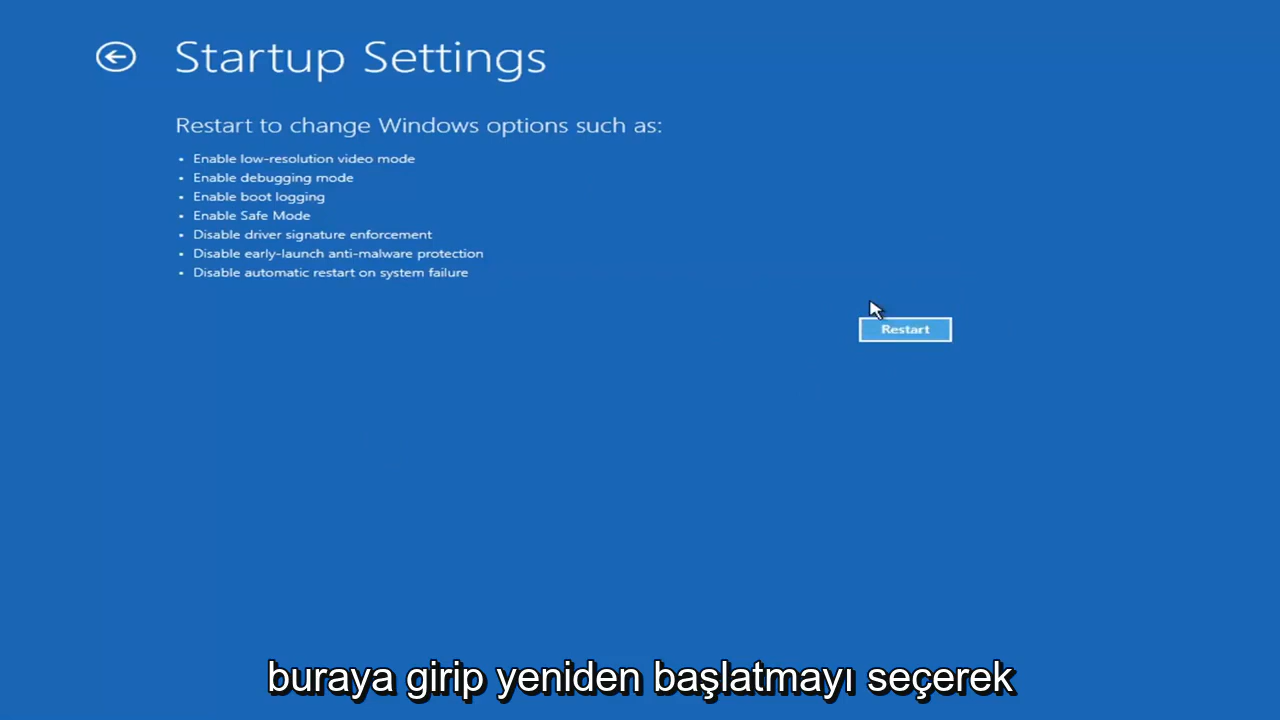 Startup Settings
Restart to change Windows options such as:
• Enable low-resolution video mode
• Enable debugging mode
• Enable boot logging
• Enable Safe Mode
• Disable driver signature enforcement
• Disable early-launch anti-malware protection
• Disable automatic restart on system failure
Restart
buraya girip yeniden başlatmayı seçerek